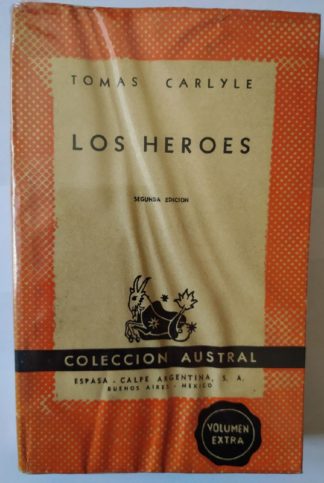 TOMAS CARLYLE
LOS HEROES
SEGUNDA EDICION
COLECCION AUSTRAL
ESPASA - CALPE ARGENTINA, S. A.
BUENOS AIRES - MEXICO
VOLUMEN
EXTRA